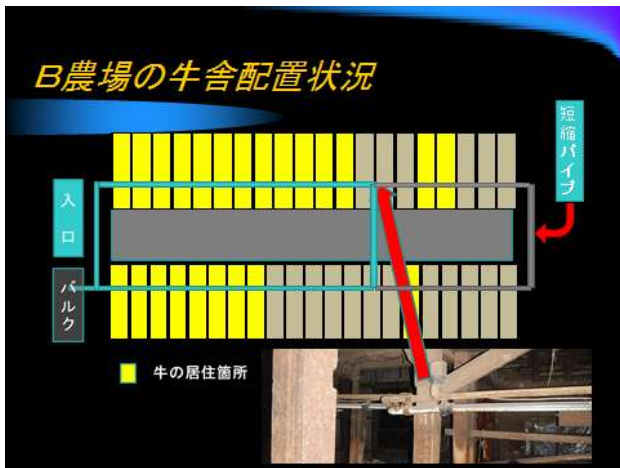 B農場の牛舎配置状況
短縮パイプ
入口
バルク
牛の居住箇所